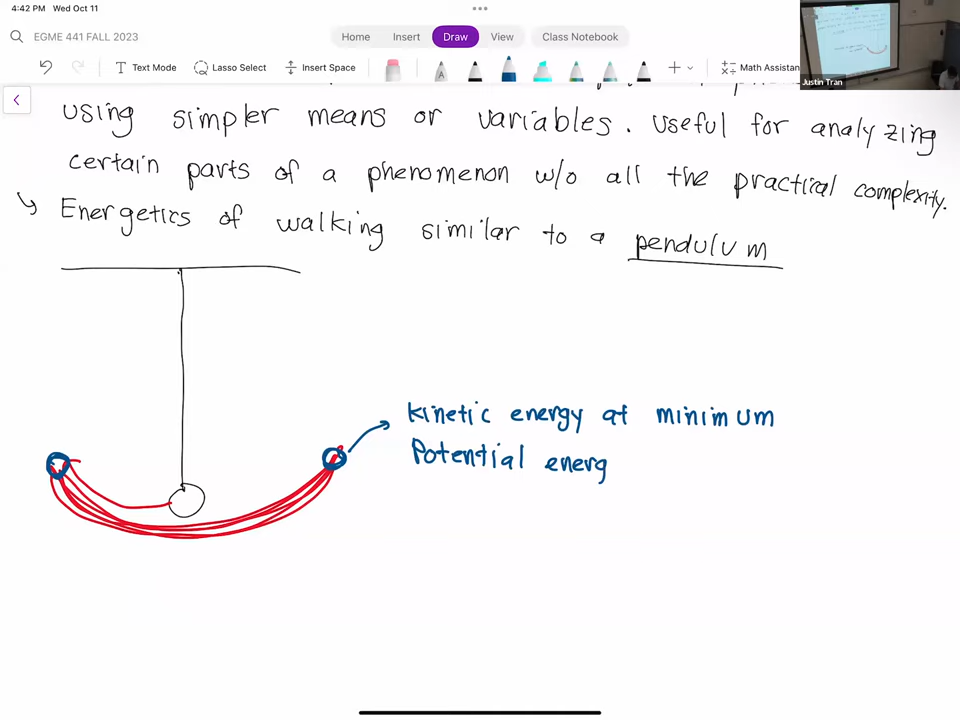 4:42 PM Wed Oct 11
EGME 441 FALL 2023
Home Insert Draw View Class Notebook
Text Mode Lasso Select Insert Space Math Assistan
Justin Tran
using simpler means or variables. Useful for analyzing
certain parts of a phenomenon w/o all the practical complexity.
↳ Energetics of walking similar to a pendulum
kinetic energy at minimum
Potential energ